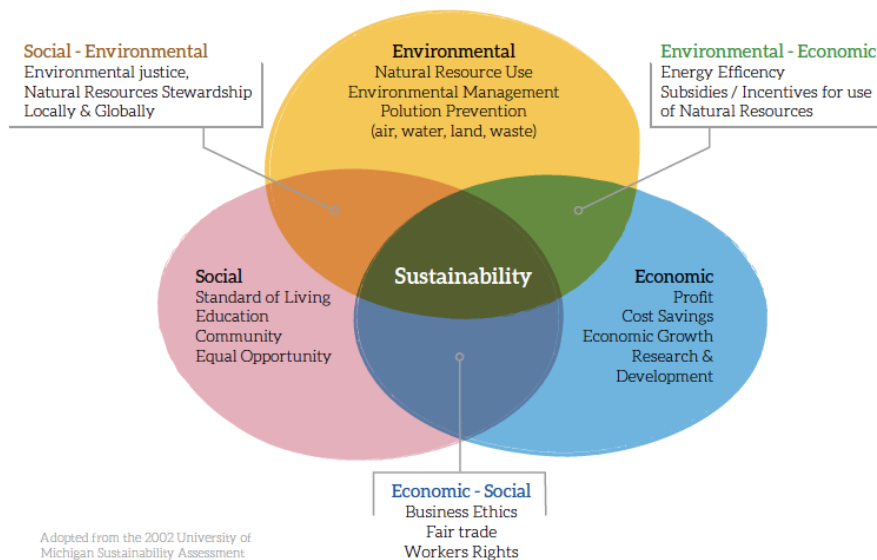 Social - Environmental
Environmental justice,
Natural Resources Stewardship
Locally & Globally
Environmental
Natural Resource Use
Environmental Management
Polution Prevention
(air, water, land, waste)
Environmental - Economic
Energy Efficency
Subsidies / Incentives for use
of Natural Resources
Social
Standard of Living
Education
Community
Equal Opportunity
Sustainability
Economic
Profit
Cost Savings
Economic Growth
Research &
Development
Economic - Social
Business Ethics
Fair trade
Workers Rights
Adopted from the 2002 University of
Michigan Sustainability Assessment